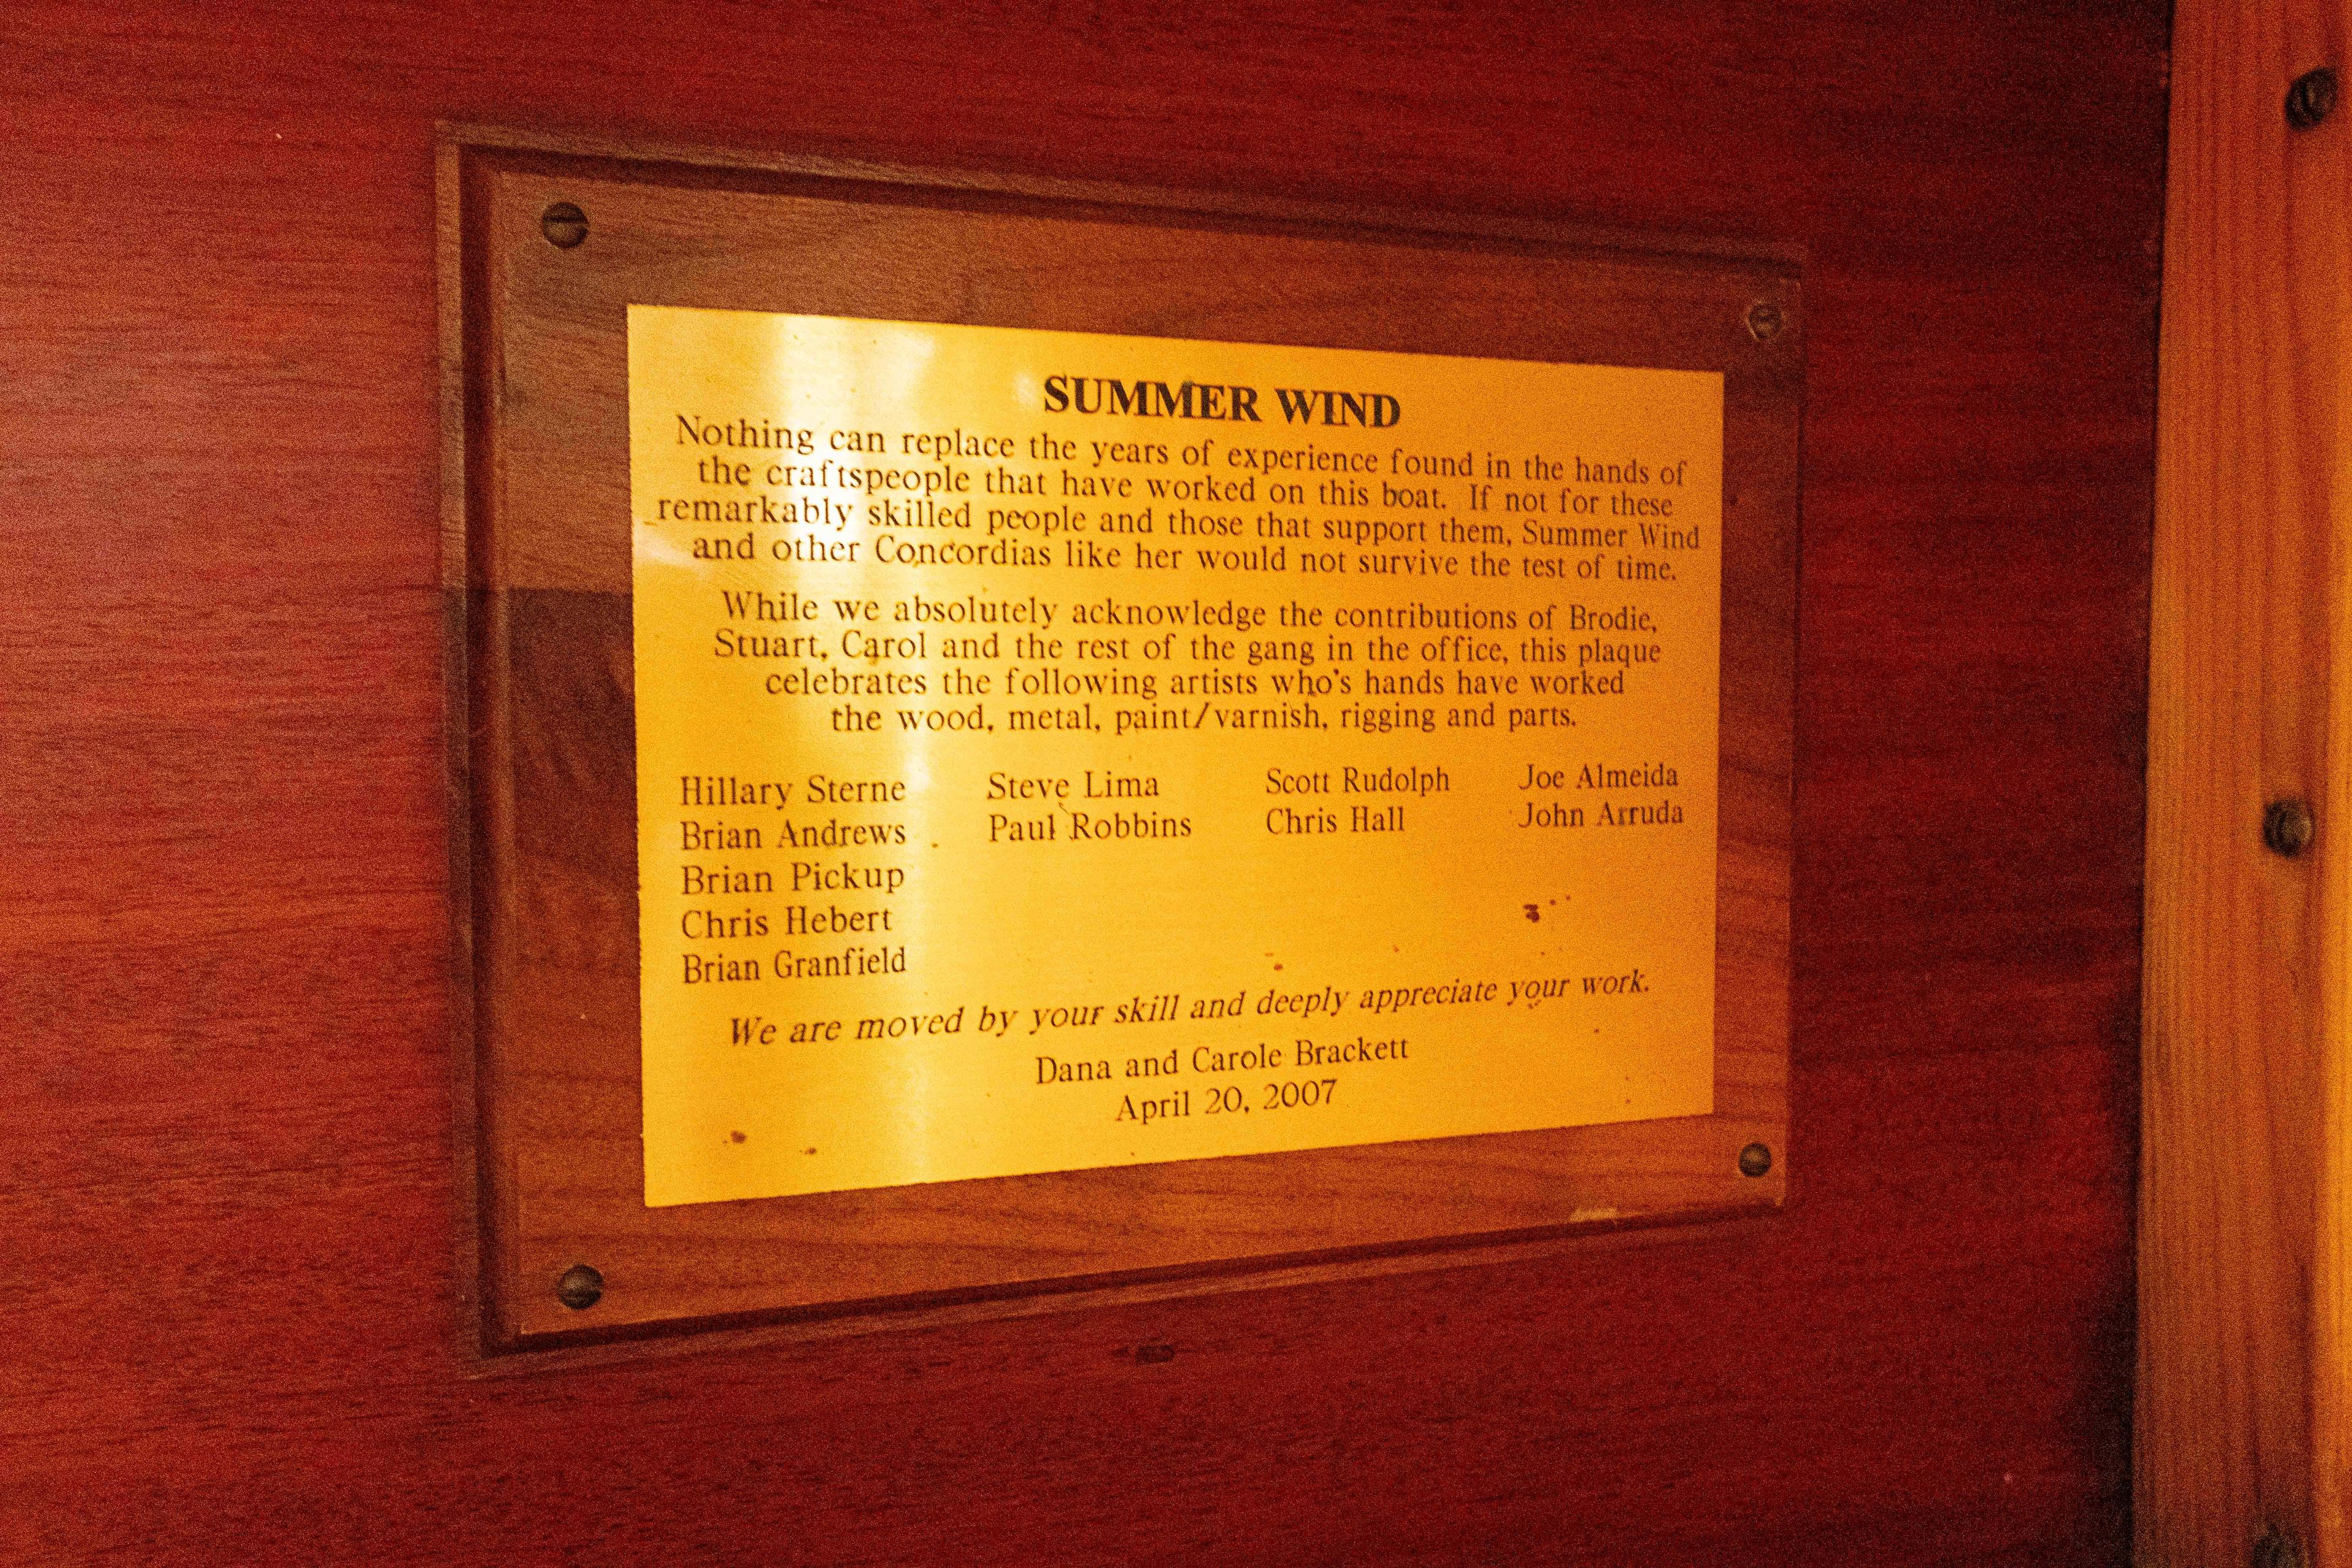 SUMMER WIND
Nothing can replace the years of experience found in the hands of
the craftspeople that have worked on this boat. If not for these
remarkably skilled people and those that support them, Summer Wind
and other Concordias like her would not survive the test of time.
While we absolutely acknowledge the contributions of Brodie,
Stuart, Carol and the rest of the gang in the office, this plaque
celebrates the following artists who's hands have worked
the wood, metal, paint/varnish, rigging and parts.
Hillary Sterne Steve Lima Scott Rudolph Joe Almeida
Brian Andrews Paul Robbins Chris Hall John Arruda
Brian Pickup
Chris Hebert
Brian Granfield
We are moved by your skill and deeply appreciate your work.
Dana and Carole Brackett
April 20, 2007